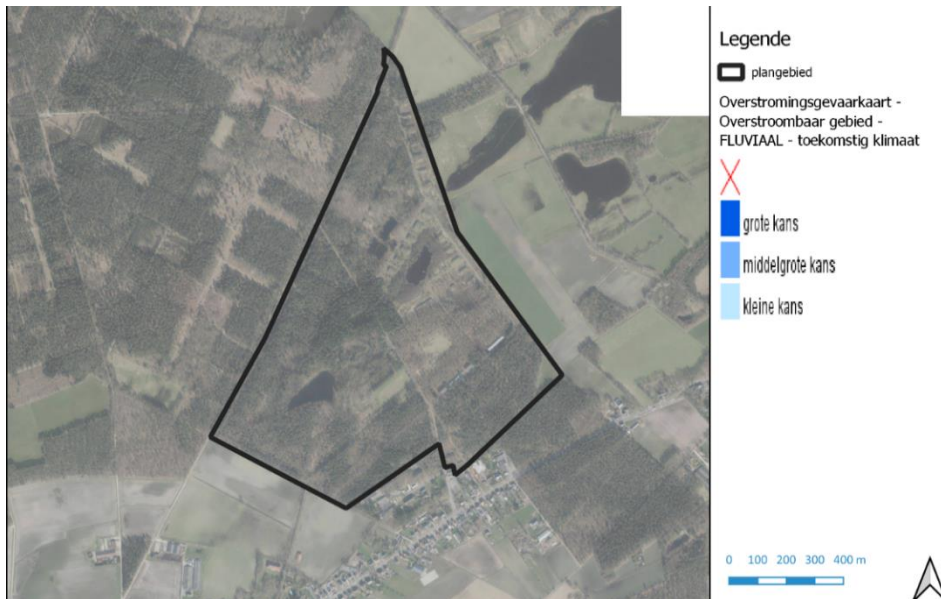 Legende
plangebied
Overstromingsgevaarkaart -
Overstroombaar gebied -
FLUVIAAL - toekomstig klimaat
grote kans
middelgrote kans
kleine kans
0 100 200 300 400 m